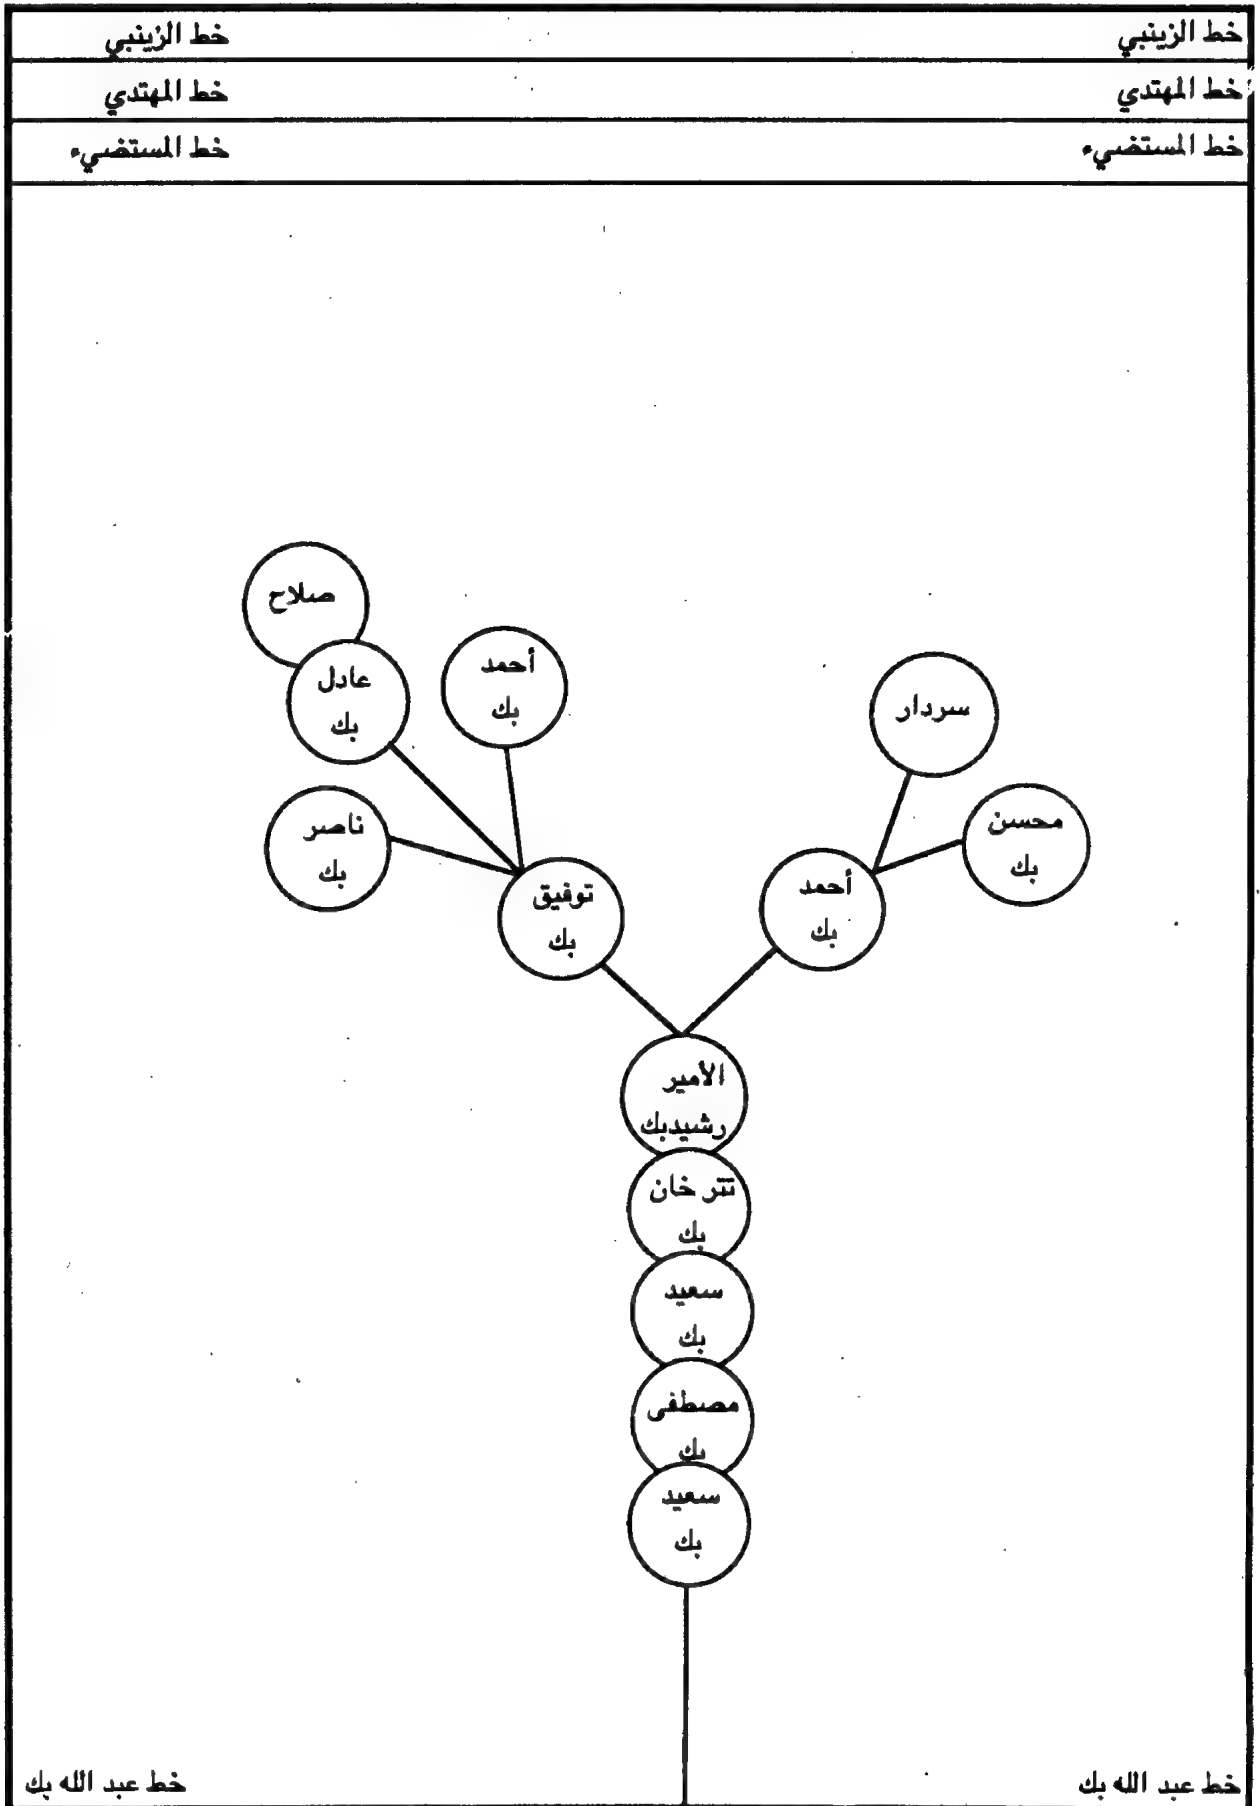 خط الزينبي
خط الزينبي
خط المهتدي
خط المهتدي
خط المستضيء
خط المستضيء
صلاح
عادل
بك
أحمد
بك
سردار
ناصر
بك
محسن
بك
توفيق
بك
أحمد
بك
الأمير
رشيدبك
تتر خان
بك
سعيد
بك
مصطفى
بك
سعيد
بك
خط عبد الله بك
خط عبد الله بك